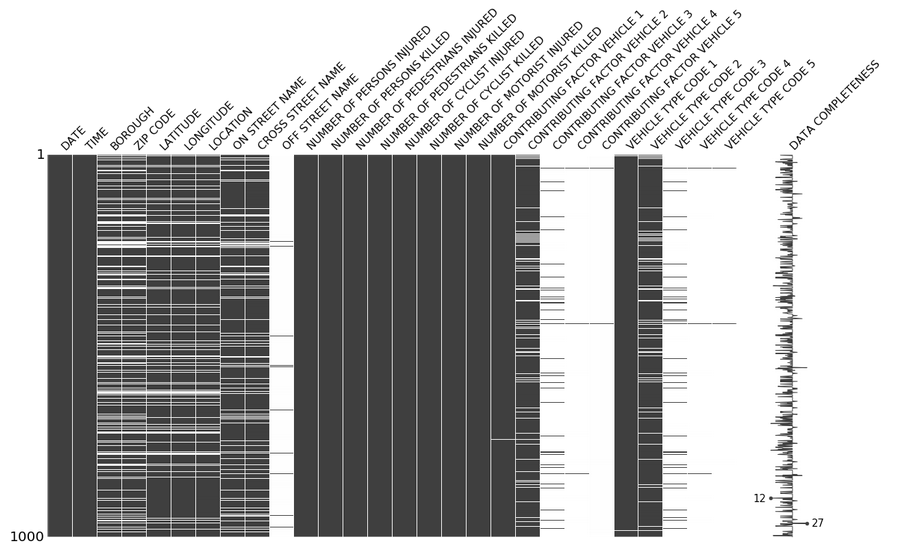 DATE
TIME
BOROUGH
ZIP CODE
LATITUDE
LONGITUDE
LOCATION
ON STREET NAME
CROSS STREET NAME
OFF STREET NAME
NUMBER OF PERSONS INJURED
NUMBER OF PERSONS KILLED
NUMBER OF PEDESTRIANS INJURED
NUMBER OF PEDESTRIANS KILLED
NUMBER OF CYCLIST INJURED
NUMBER OF CYCLIST KILLED
NUMBER OF MOTORIST INJURED
NUMBER OF MOTORIST KILLED
CONTRIBUTING FACTOR VEHICLE 1
CONTRIBUTING FACTOR VEHICLE 2
CONTRIBUTING FACTOR VEHICLE 3
CONTRIBUTING FACTOR VEHICLE 4
CONTRIBUTING FACTOR VEHICLE 5
VEHICLE TYPE CODE 1
VEHICLE TYPE CODE 2
VEHICLE TYPE CODE 3
VEHICLE TYPE CODE 4
VEHICLE TYPE CODE 5
DATA COMPLETENESS
1
12
27
1000